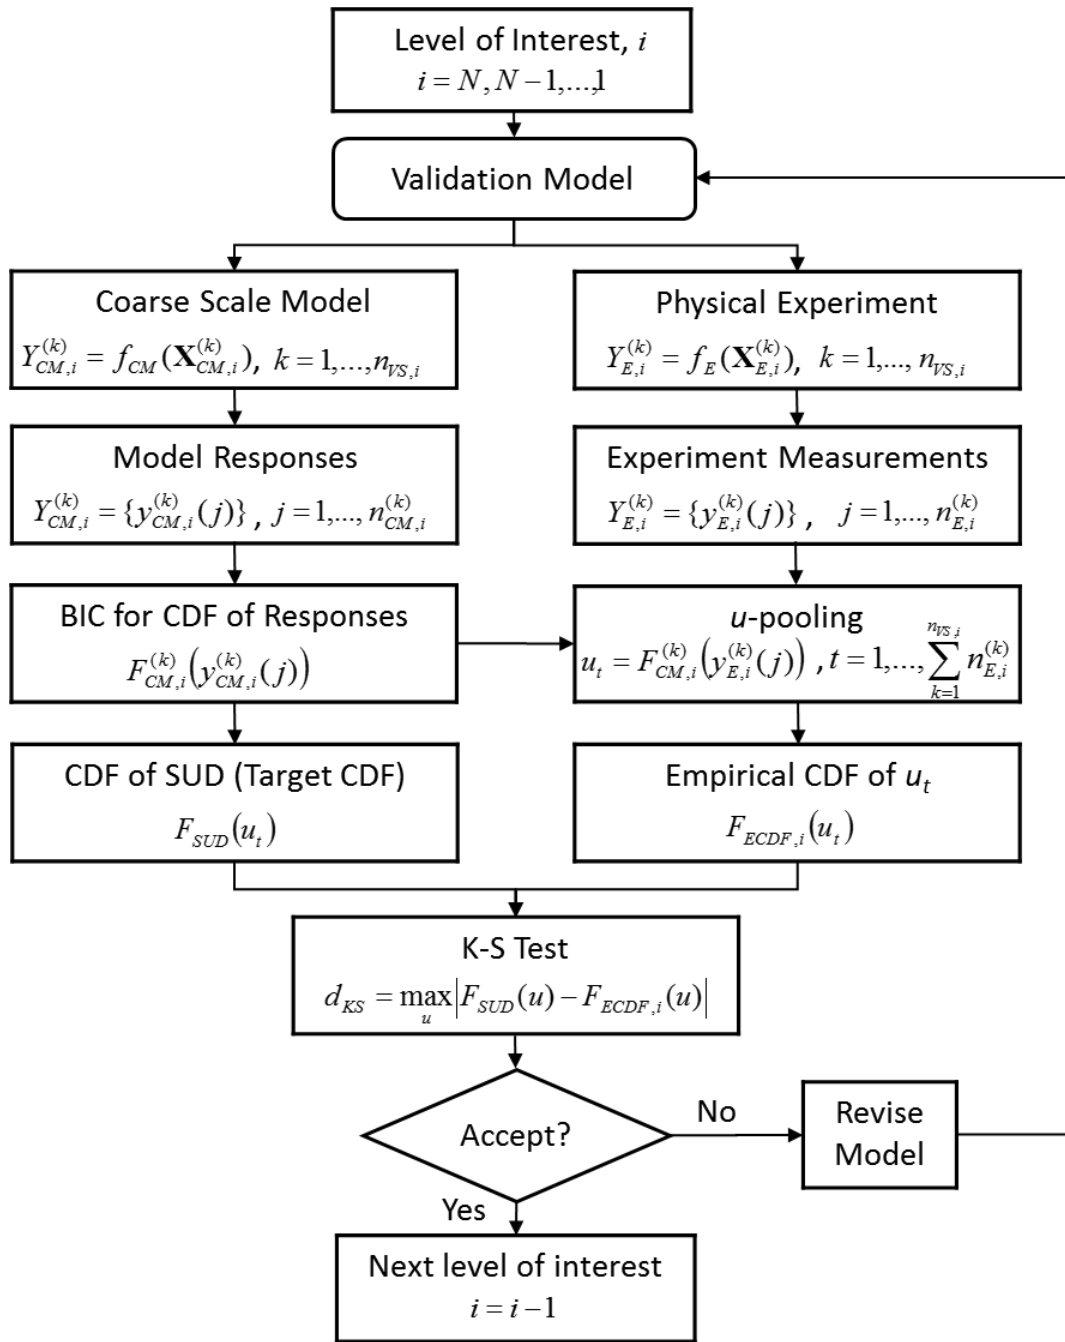 Level of Interest, i
i = N, N −1,...,1
Validation Model
Coarse Scale Model
Y_{CM,i}^{(k)} = f_{CM}(X_{CM,i}^{(k)}), k = 1,...,n_{VS,i}
Physical Experiment
Y_{E,i}^{(k)} = f_E(X_{E,i}^{(k)}), k = 1,..., n_{VS,i}
Model Responses
Y_{CM,i}^{(k)} = {y_{CM,i}^{(k)}(j)} , j = 1,..., n_{CM,i}^{(k)}
Experiment Measurements
Y_{E,i}^{(k)} = {y_{E,i}^{(k)}(j)} , j = 1,..., n_{E,i}^{(k)}
BIC for CDF of Responses
F_{CM,i}^{(k)}(y_{CM,i}^{(k)}(j))
u-pooling
u_t = F_{CM,i}^{(k)}(y_{E,i}^{(k)}(j)) , t = 1,..., ∑_{k=1}^{n_{VS,i}} n_{E,i}^{(k)}
CDF of SUD (Target CDF)
F_{SUD}(u_t)
Empirical CDF of u_t
F_{ECDF,i}(u_t)
K-S Test
d_{KS} = max_u |F_{SUD}(u) − F_{ECDF,i}(u)|
Accept?
No
Revise
Model
Yes
Next level of interest
i = i −1